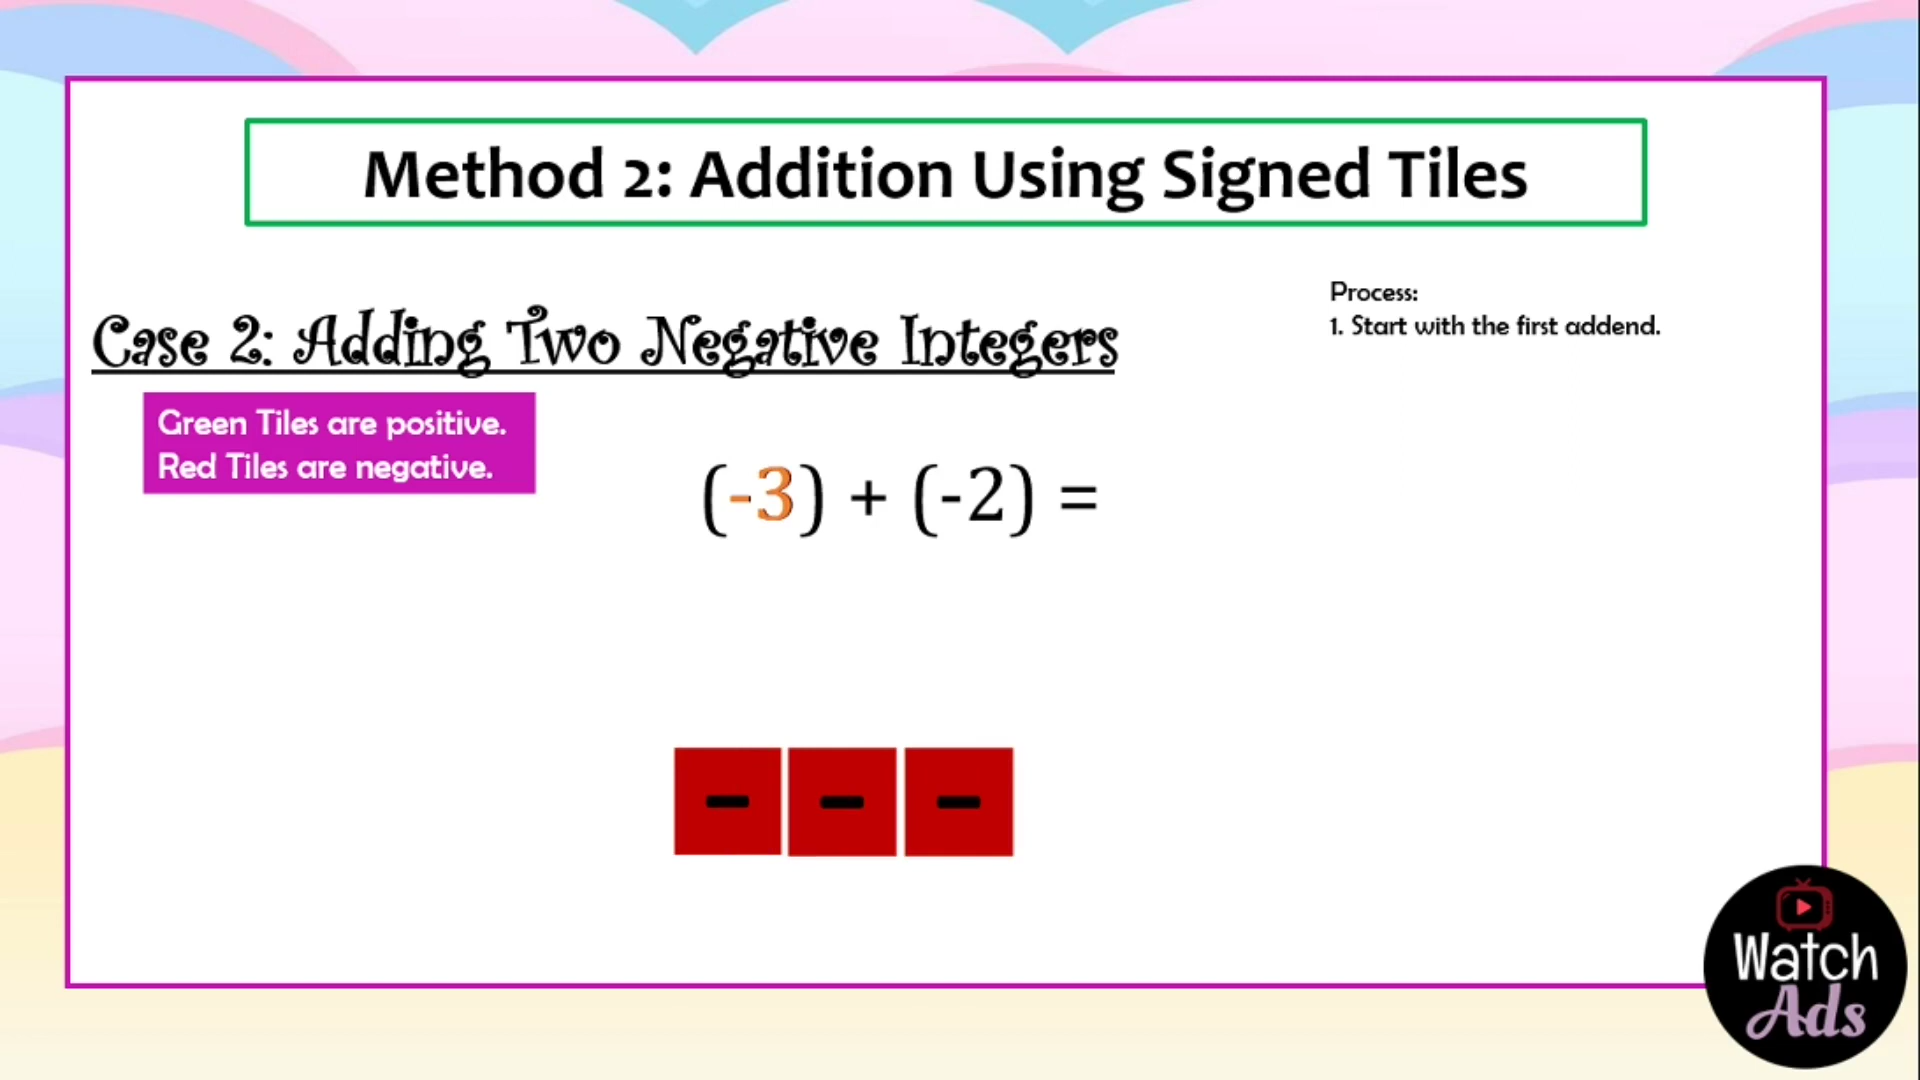 Method 2: Addition Using Signed Tiles
Process:
1. Start with the first addend.
Case 2: Adding Two Negative Integers
Green Tiles are positive.
Red Tiles are negative.
(-3) + (-2) =
- - -
Watch
Ads